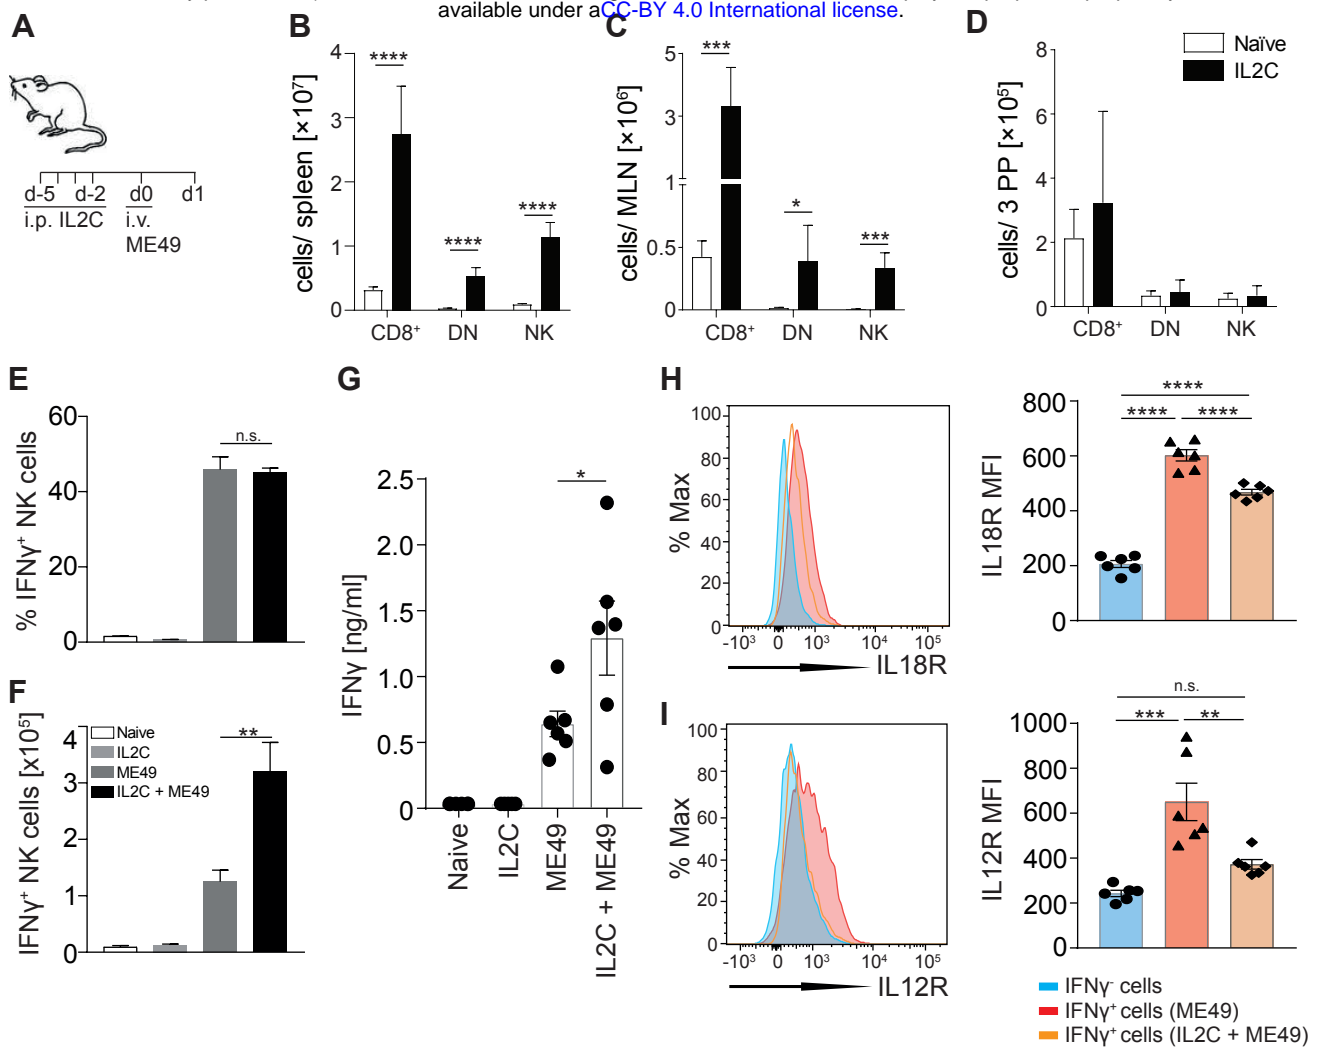 available under aCC-BY 4.0 International license.
A
d-5 d-2 d0 d1
i.p. IL2C i.v.
ME49
B
cells/ spleen [×10⁷]
4
3
2
1
0
****
****
****
CD8⁺ DN NK
C
cells/ MLN [×10⁶]
5
3
1
0.5
0
***
*
***
CD8⁺ DN NK
D
Naïve
IL2C
cells/ 3 PP [×10⁵]
8
6
4
2
0
CD8⁺ DN NK
E
% IFNγ⁺ NK cells
60
40
20
0
n.s.
F
IFNγ⁺ NK cells [x10⁵]
4
3
2
1
0
Naive
IL2C
ME49
IL2C + ME49
**
G
IFNγ [ng/ml]
2.5
2.0
1.5
1.0
0.5
0
*
Naive
IL2C
ME49
IL2C + ME49
H
% Max
100
80
60
40
20
0
-10³ 0 10³ 10⁴ 10⁵
IL18R
IL18R MFI
800
600
400
200
0
****
**** ****
I
% Max
100
80
60
40
20
0
-10³ 0 10³ 10⁴ 10⁵
IL12R
IL12R MFI
1000
800
600
400
200
0
n.s.
*** **
IFNγ⁻ cells
IFNγ⁺ cells (ME49)
IFNγ⁺ cells (IL2C + ME49)